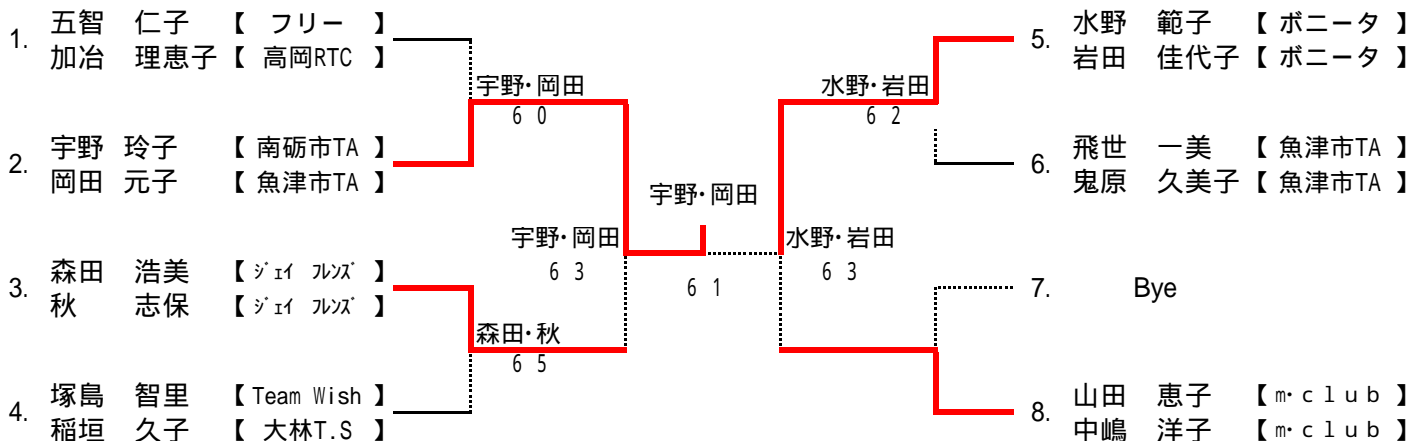 1. 五智 仁子 【 フリー 】
加冶 理恵子 【 高岡RTC 】
宇野・岡田
6 0
2. 宇野 玲子 【 南砺市TA 】
岡田 元子 【 魚津市TA 】
宇野・岡田
6 3
3. 森田 浩美 【 ｼﾞｪｲ ﾌﾚﾝｽﾞ 】
秋 志保 【 ｼﾞｪｲ ﾌﾚﾝｽﾞ 】
森田・秋
6 5
4. 塚島 智里 【 Team Wish 】
稲垣 久子 【 大林T.S 】
宇野・岡田
6 1
5. 水野 範子 【 ボニータ 】
岩田 佳代子 【 ボニータ 】
水野・岩田
6 2
6. 飛世 一美 【 魚津市TA 】
鬼原 久美子 【 魚津市TA 】
水野・岩田
6 3
7. Bye
8. 山田 恵子 【 m・club 】
中嶋 洋子 【 m・club 】